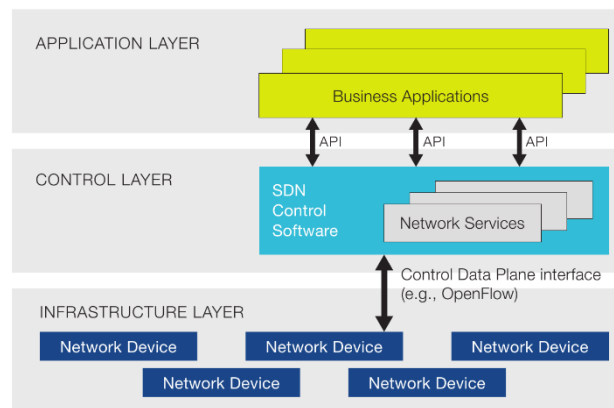 APPLICATION LAYER
Business Applications
API
API
API
CONTROL LAYER
SDN
Control
Software
Network Services
Control Data Plane interface
(e.g., OpenFlow)
INFRASTRUCTURE LAYER
Network Device
Network Device
Network Device
Network Device
Network Device